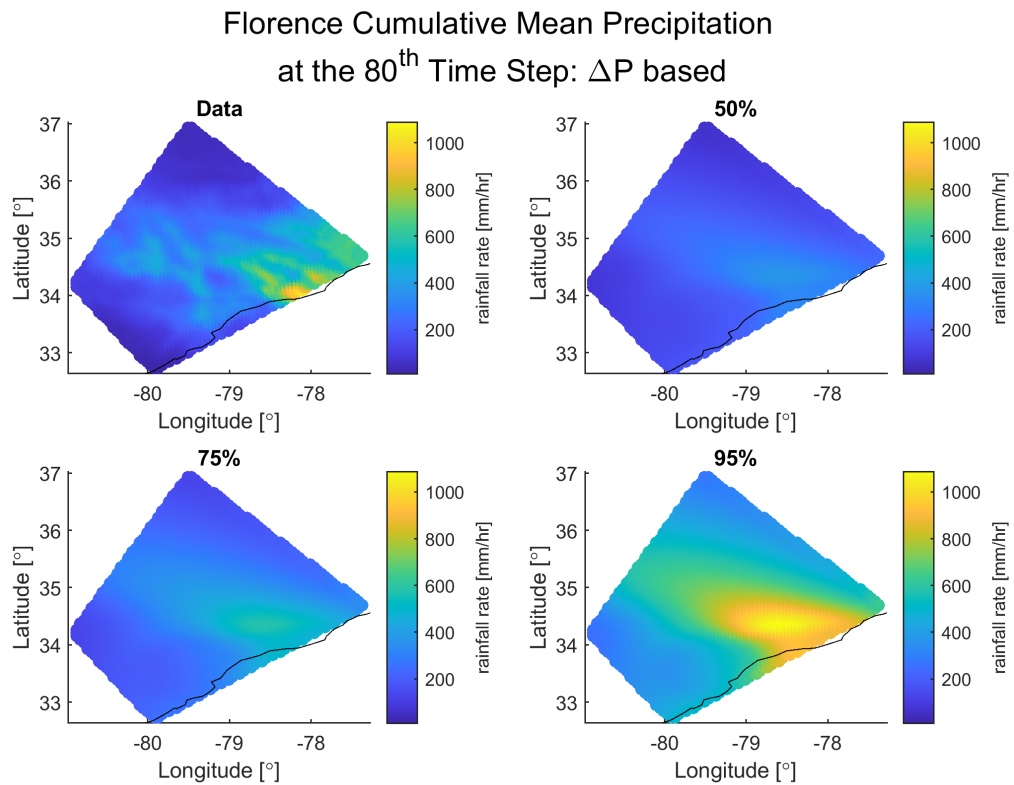 Florence Cumulative Mean Precipitation
at the 80th Time Step: ΔP based
Data
37
36
35
34
33
Latitude [°]
-80 -79 -78
Longitude [°]
1000
800
600
400
200
rainfall rate [mm/hr]
50%
37
36
35
34
33
Latitude [°]
-80 -79 -78
Longitude [°]
1000
800
600
400
200
rainfall rate [mm/hr]
75%
37
36
35
34
33
Latitude [°]
-80 -79 -78
Longitude [°]
1000
800
600
400
200
rainfall rate [mm/hr]
95%
37
36
35
34
33
Latitude [°]
-80 -79 -78
Longitude [°]
1000
800
600
400
200
rainfall rate [mm/hr]